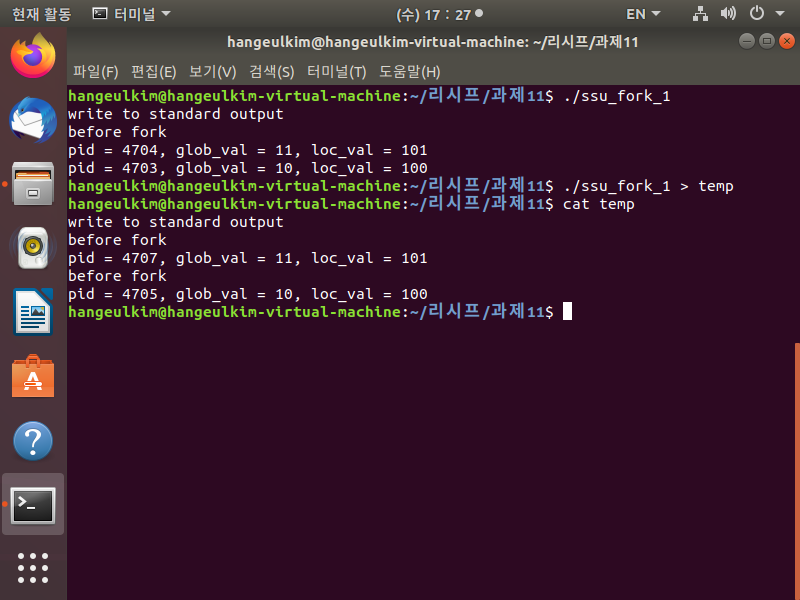 현재 활동 터미널 (수) 17 : 27 EN
hangeulkim@hangeulkim-virtual-machine: ~/리시프/과제11
파일(F) 편집(E) 보기(V) 검색(S) 터미널(T) 도움말(H)
hangeulkim@hangeulkim-virtual-machine:~/리시프/과제11$ ./ssu_fork_1
write to standard output
before fork
pid = 4704, glob_val = 11, loc_val = 101
pid = 4703, glob_val = 10, loc_val = 100
hangeulkim@hangeulkim-virtual-machine:~/리시프/과제11$ ./ssu_fork_1 > temp
hangeulkim@hangeulkim-virtual-machine:~/리시프/과제11$ cat temp
write to standard output
before fork
pid = 4707, glob_val = 11, loc_val = 101
before fork
pid = 4705, glob_val = 10, loc_val = 100
hangeulkim@hangeulkim-virtual-machine:~/리시프/과제11$